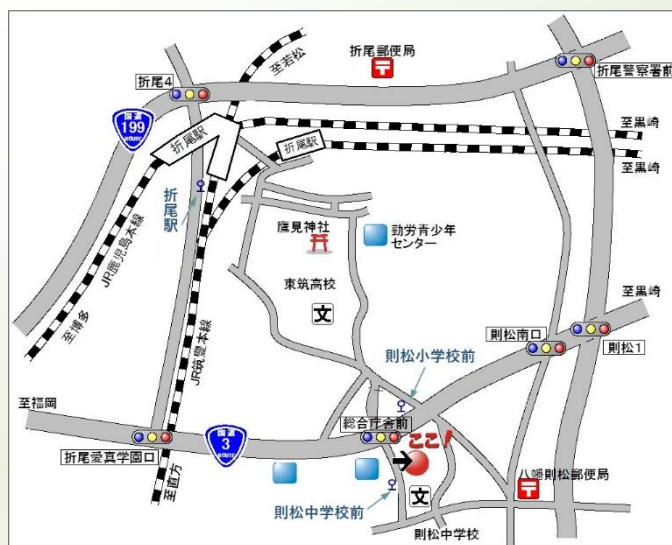 至若松
折尾郵便局
折尾4
折尾警察署前
国道
199
ROUTE
折尾駅
折尾駅
至黒崎
至黒崎
折尾駅
鷹見神社
勤労青少年
センター
JR鹿児島本線
東筑高校
文
至黒崎
至博多
JR筑豊本線
則松南口
則松1
則松小学校前
至福岡
総合庁舎前
ここ!
折尾愛真学園口
国道
3
ROUTE
至直方
八幡則松郵便局
文
則松中学校前
則松中学校